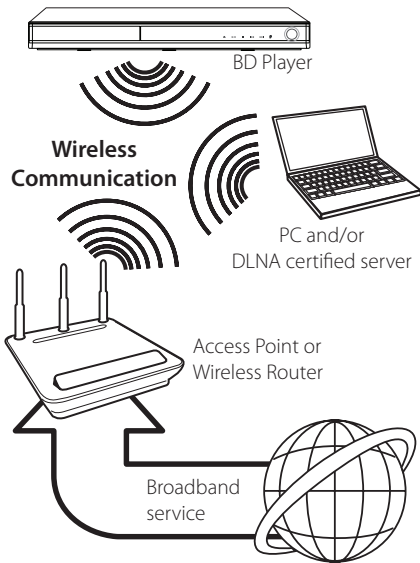 BD Player
Wireless
Communication
PC and/or
DLNA certified server
Access Point or
Wireless Router
Broadband
service